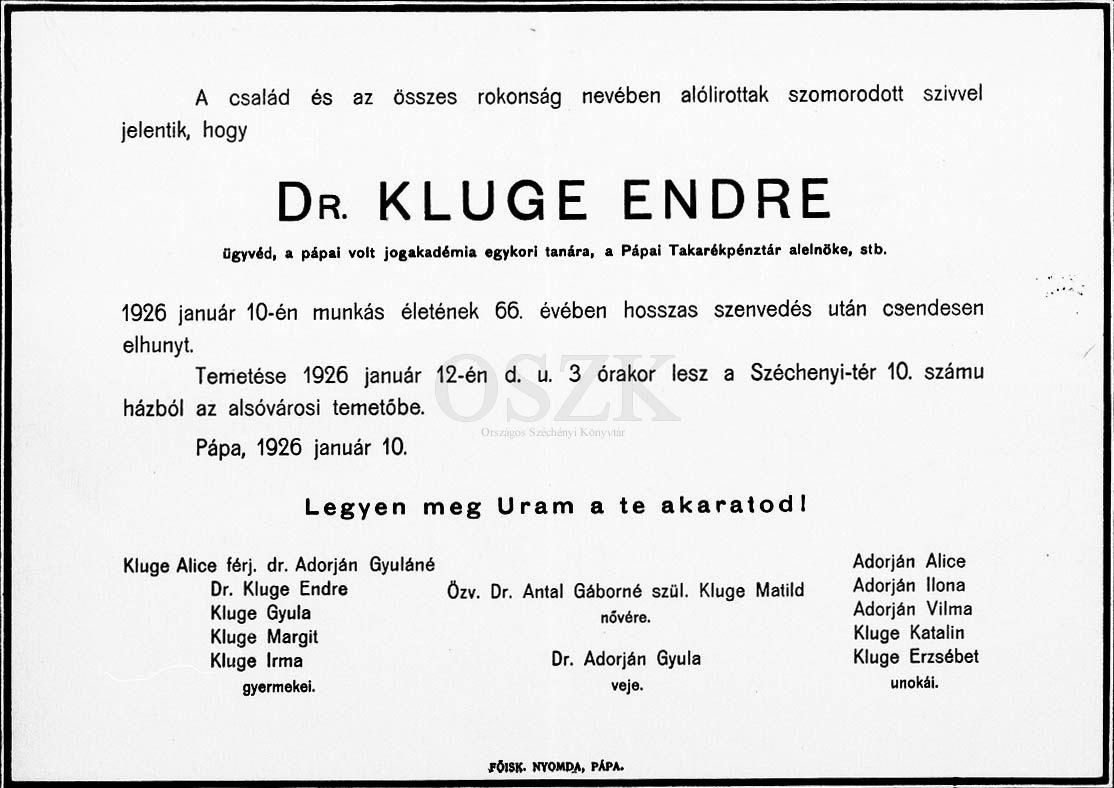 A család és az összes rokonság nevében alólirottak szomorodott szivvel
jelentik, hogy
DR. KLUGE ENDRE
ügyvéd, a pápai volt jogakadémia egykori tanára, a Pápai Takarékpénztár alelnöke, stb.
1926 január 10-én munkás életének 66. évében hosszas szenvedés után csendesen
elhunyt.
Temetése 1926 január 12-én d. u. 3 órakor lesz a Széchenyi-tér 10. számu
házból az alsóvárosi temetőbe.
OSZK
Országos Széchényi Könyvtár
Pápa, 1926 január 10.
Legyen meg Uram a te akaratod!
Kluge Alice férj. dr. Adorján Gyuláné
Dr. Kluge Endre
Kluge Gyula
Kluge Margit
Kluge Irma
gyermekei.
Özv. Dr. Antal Gáborné szül. Kluge Matild
nővére.
Dr. Adorján Gyula
veje.
Adorján Alice
Adorján Ilona
Adorján Vilma
Kluge Katalin
Kluge Erzsébet
unokái.
FŐISK. NYOMDA, PÁPA.